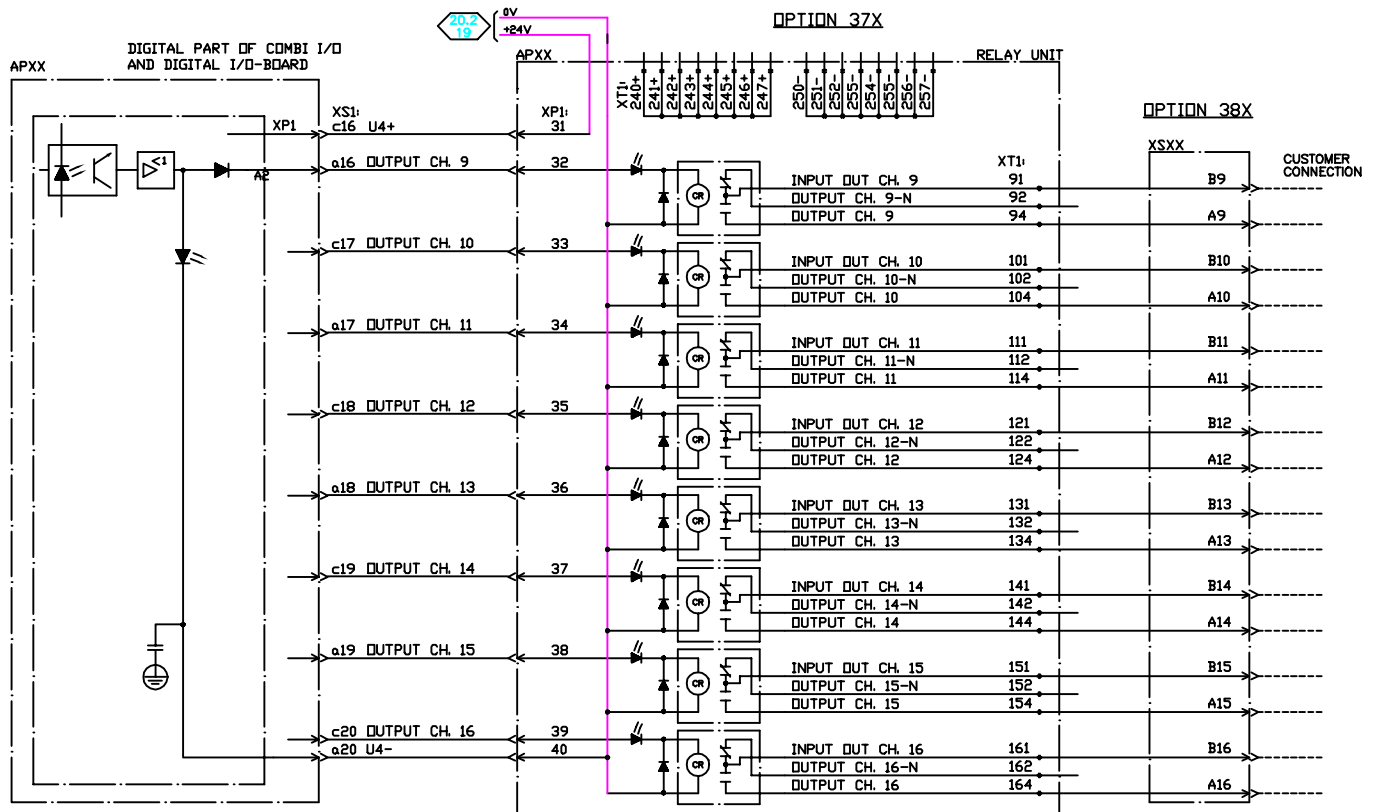 20.2
19
0V
+24V
OPTION 37X
DIGITAL PART OF COMBI I/O
AND DIGITAL I/O-BOARD
APXX
APXX
RELAY UNIT
XT1:
240+
241+
242+
243+
244+
245+
246+
247+
250-
251-
252-
255-
254-
255-
256-
257-
OPTION 38X
XS1:
XP1:
XP1
c16 U4+
31
XSXX
CUSTOMER
CONNECTION
<1
A2
a16 OUTPUT CH. 9
32
XT1:
CR
INPUT OUT CH. 9
91
B9
OUTPUT CH. 9-N
92
OUTPUT CH. 9
94
A9
c17 OUTPUT CH. 10
33
CR
INPUT OUT CH. 10
101
B10
OUTPUT CH. 10-N
102
OUTPUT CH. 10
104
A10
a17 OUTPUT CH. 11
34
CR
INPUT OUT CH. 11
111
B11
OUTPUT CH. 11-N
112
OUTPUT CH. 11
114
A11
c18 OUTPUT CH. 12
35
CR
INPUT OUT CH. 12
121
B12
OUTPUT CH. 12-N
122
OUTPUT CH. 12
124
A12
a18 OUTPUT CH. 13
36
CR
INPUT OUT CH. 13
131
B13
OUTPUT CH. 13-N
132
OUTPUT CH. 13
134
A13
c19 OUTPUT CH. 14
37
CR
INPUT OUT CH. 14
141
B14
OUTPUT CH. 14-N
142
OUTPUT CH. 14
144
A14
a19 OUTPUT CH. 15
38
CR
INPUT OUT CH. 15
151
B15
OUTPUT CH. 15-N
152
OUTPUT CH. 15
154
A15
c20 OUTPUT CH. 16
39
a20 U4-
40
CR
INPUT OUT CH. 16
161
B16
OUTPUT CH. 16-N
162
OUTPUT CH. 16
164
A16